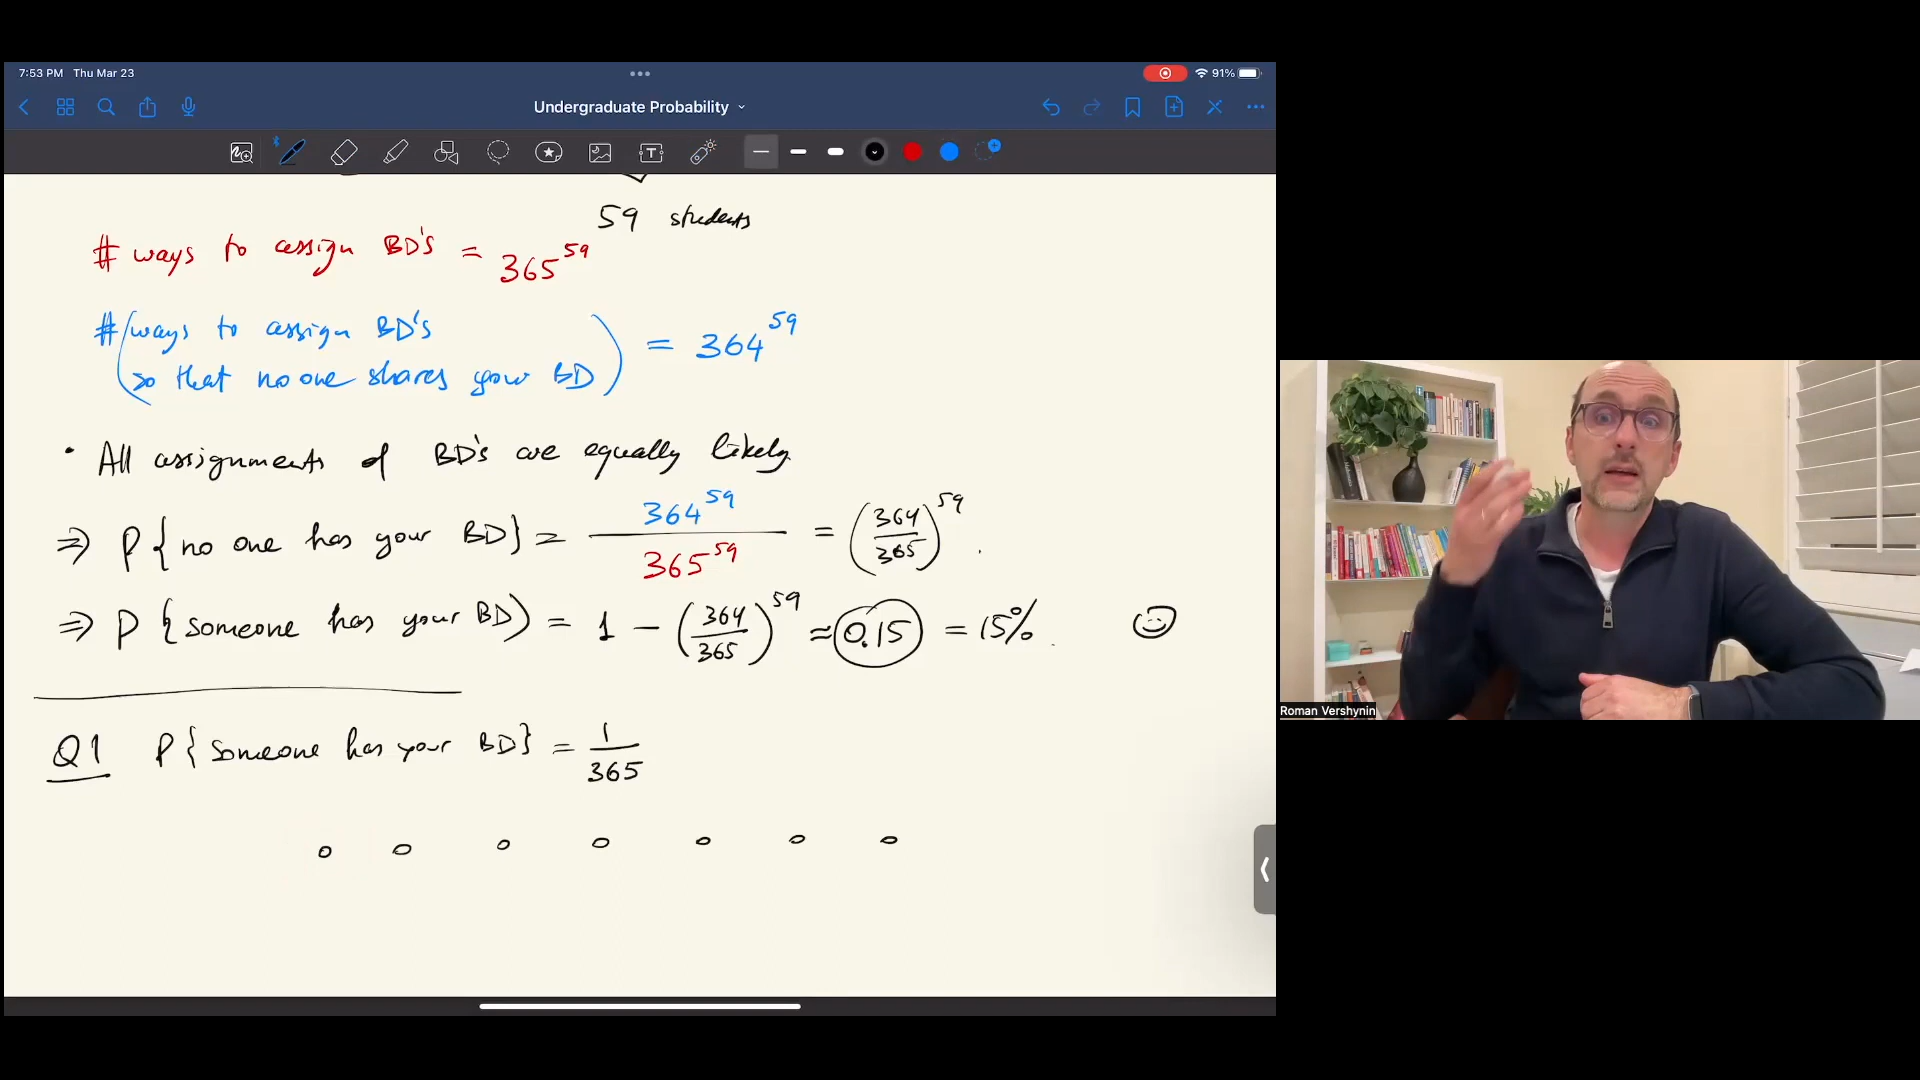 7:53 PM Thu Mar 23
91%
Undergraduate Probability
59 students
# ways to assign BD's = 365^59
# (ways to assign BD's
so that no one shares your BD) = 364^59
• All assignments of BD's are equally likely.
⇒ P{no one has your BD} = 364^59 / 365^59 = (364/365)^59.
⇒ P{someone has your BD) = 1 − (364/365)^59 ≈ 0.15 = 15%.
Q1 P{someone has your BD} = 1/365
Roman Vershynin